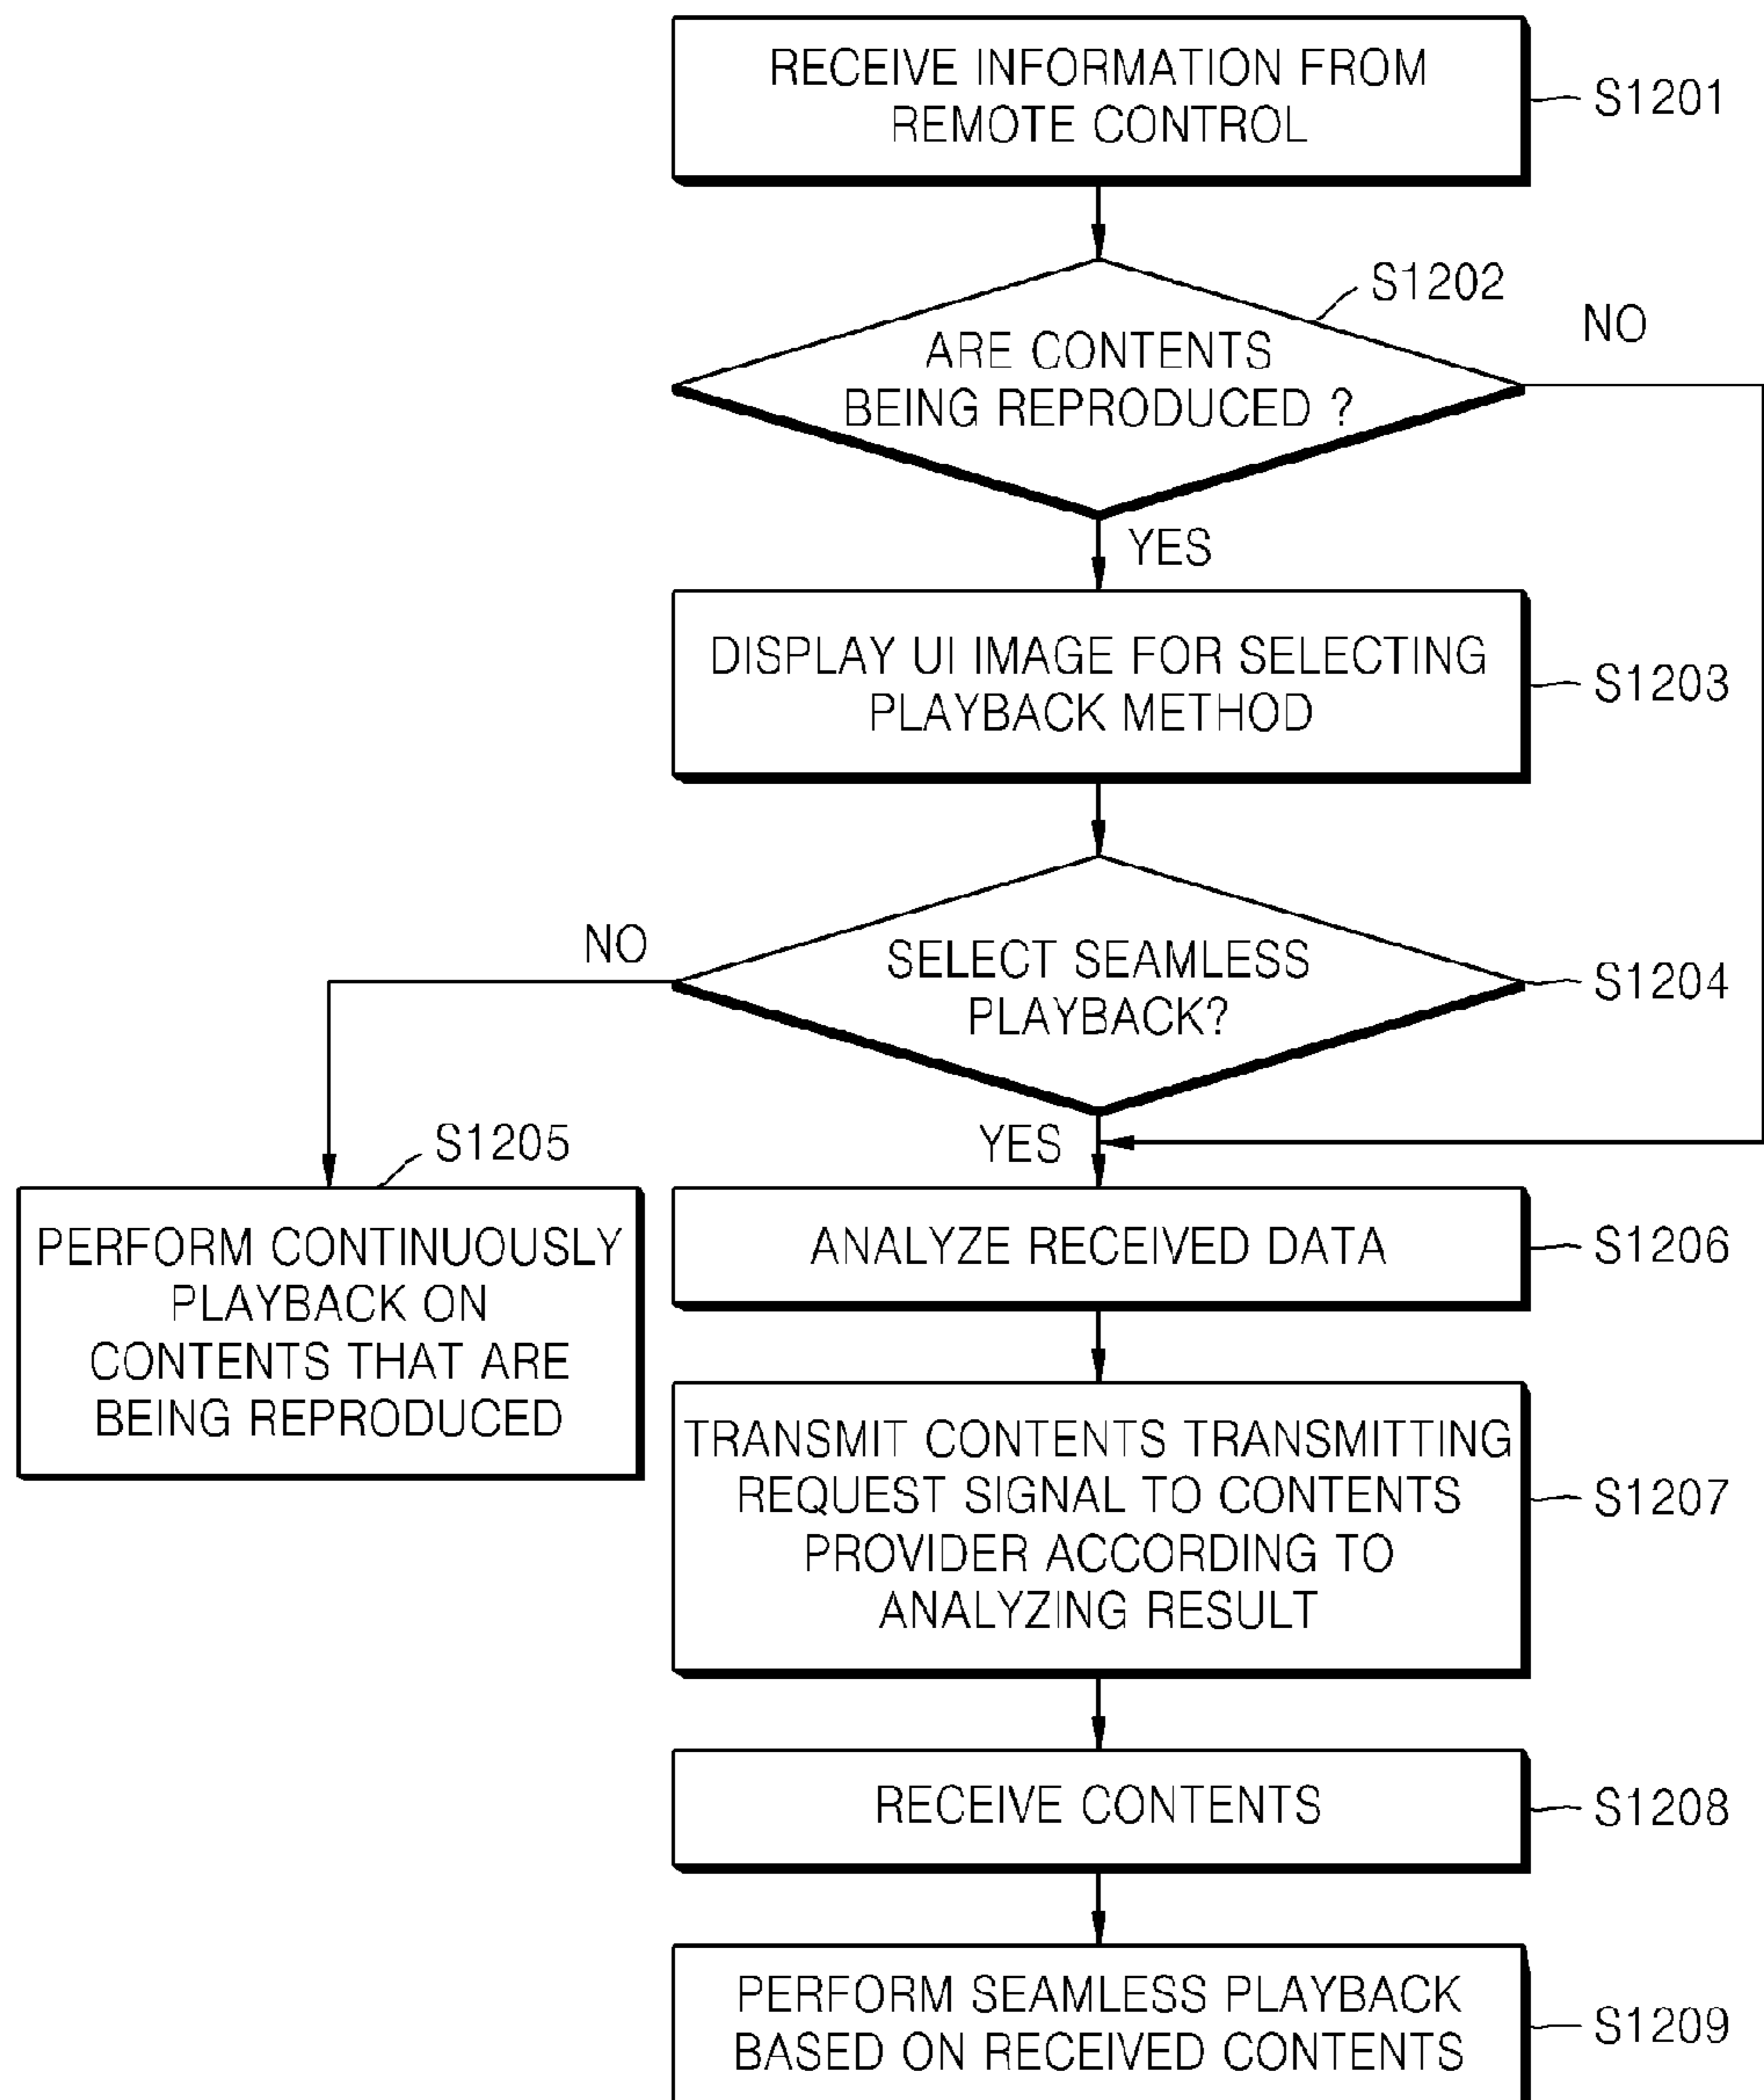 RECEIVE INFORMATION FROM
REMOTE CONTROL
S1201
S1202
NO
ARE CONTENTS
BEING REPRODUCED ?
YES
DISPLAY UI IMAGE FOR SELECTING
PLAYBACK METHOD
S1203
NO
SELECT SEAMLESS
PLAYBACK?
S1204
YES
S1205
PERFORM CONTINUOUSLY
PLAYBACK ON
CONTENTS THAT ARE
BEING REPRODUCED
ANALYZE RECEIVED DATA
S1206
TRANSMIT CONTENTS TRANSMITTING
REQUEST SIGNAL TO CONTENTS
PROVIDER ACCORDING TO
ANALYZING RESULT
S1207
RECEIVE CONTENTS
S1208
PERFORM SEAMLESS PLAYBACK
BASED ON RECEIVED CONTENTS
S1209